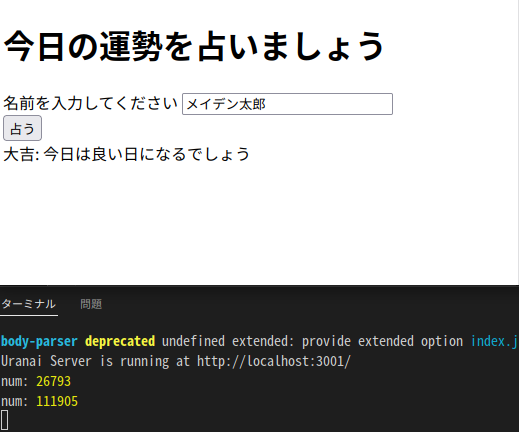 今日の運勢を占いましょう
名前を入力してください メイデン太郎
占う
大吉: 今日は良い日になるでしょう
ターミナル 問題
body-parser deprecated undefined extended: provide extended option index.j
Uranai Server is running at http://localhost:3001/
num: 26793
num: 111905